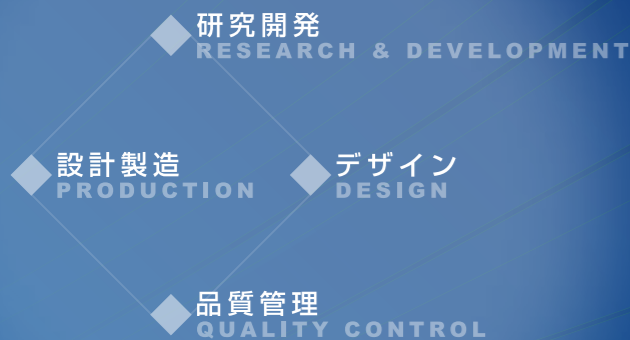 研究開発
RESEARCH & DEVELOPMENT
設計製造
PRODUCTION
デザイン
DESIGN
品質管理
QUALITY CONTROL